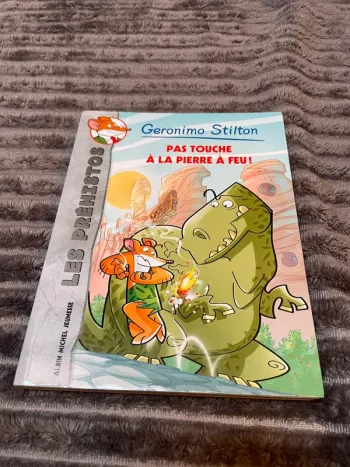 Geronimo Stilton
PAS TOUCHE
À LA PIERRE À FEU !
LES PRÉHISTOS
ALBIN MICHEL JEUNESSE